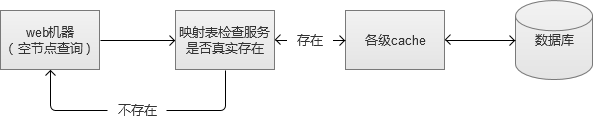 web机器
（空节点查询）
映射表检查服务
是否真实存在
存在
各级cache
数据库
不存在